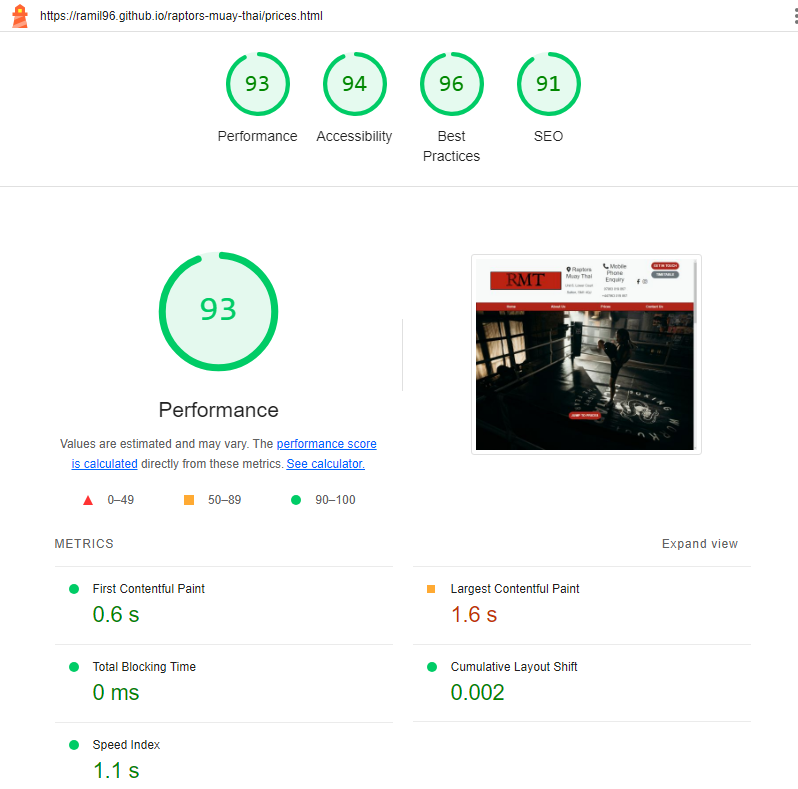 https://ramil96.github.io/raptors-muay-thai/prices.html
93
94
96
91
Performance
Accessibility
Best
Practices
SEO
93
Performance
Values are estimated and may vary. The performance score
is calculated directly from these metrics. See calculator.
0–49
50–89
90–100
RMT
Raptors
Muay Thai
Mobile
Phone
Enquiry
GET IN TOUCH
TIMETABLE
Home
About Us
Prices
Contact Us
JUMP TO PRICES
METRICS
Expand view
First Contentful Paint
0.6 s
Largest Contentful Paint
1.6 s
Total Blocking Time
0 ms
Cumulative Layout Shift
0.002
Speed Index
1.1 s